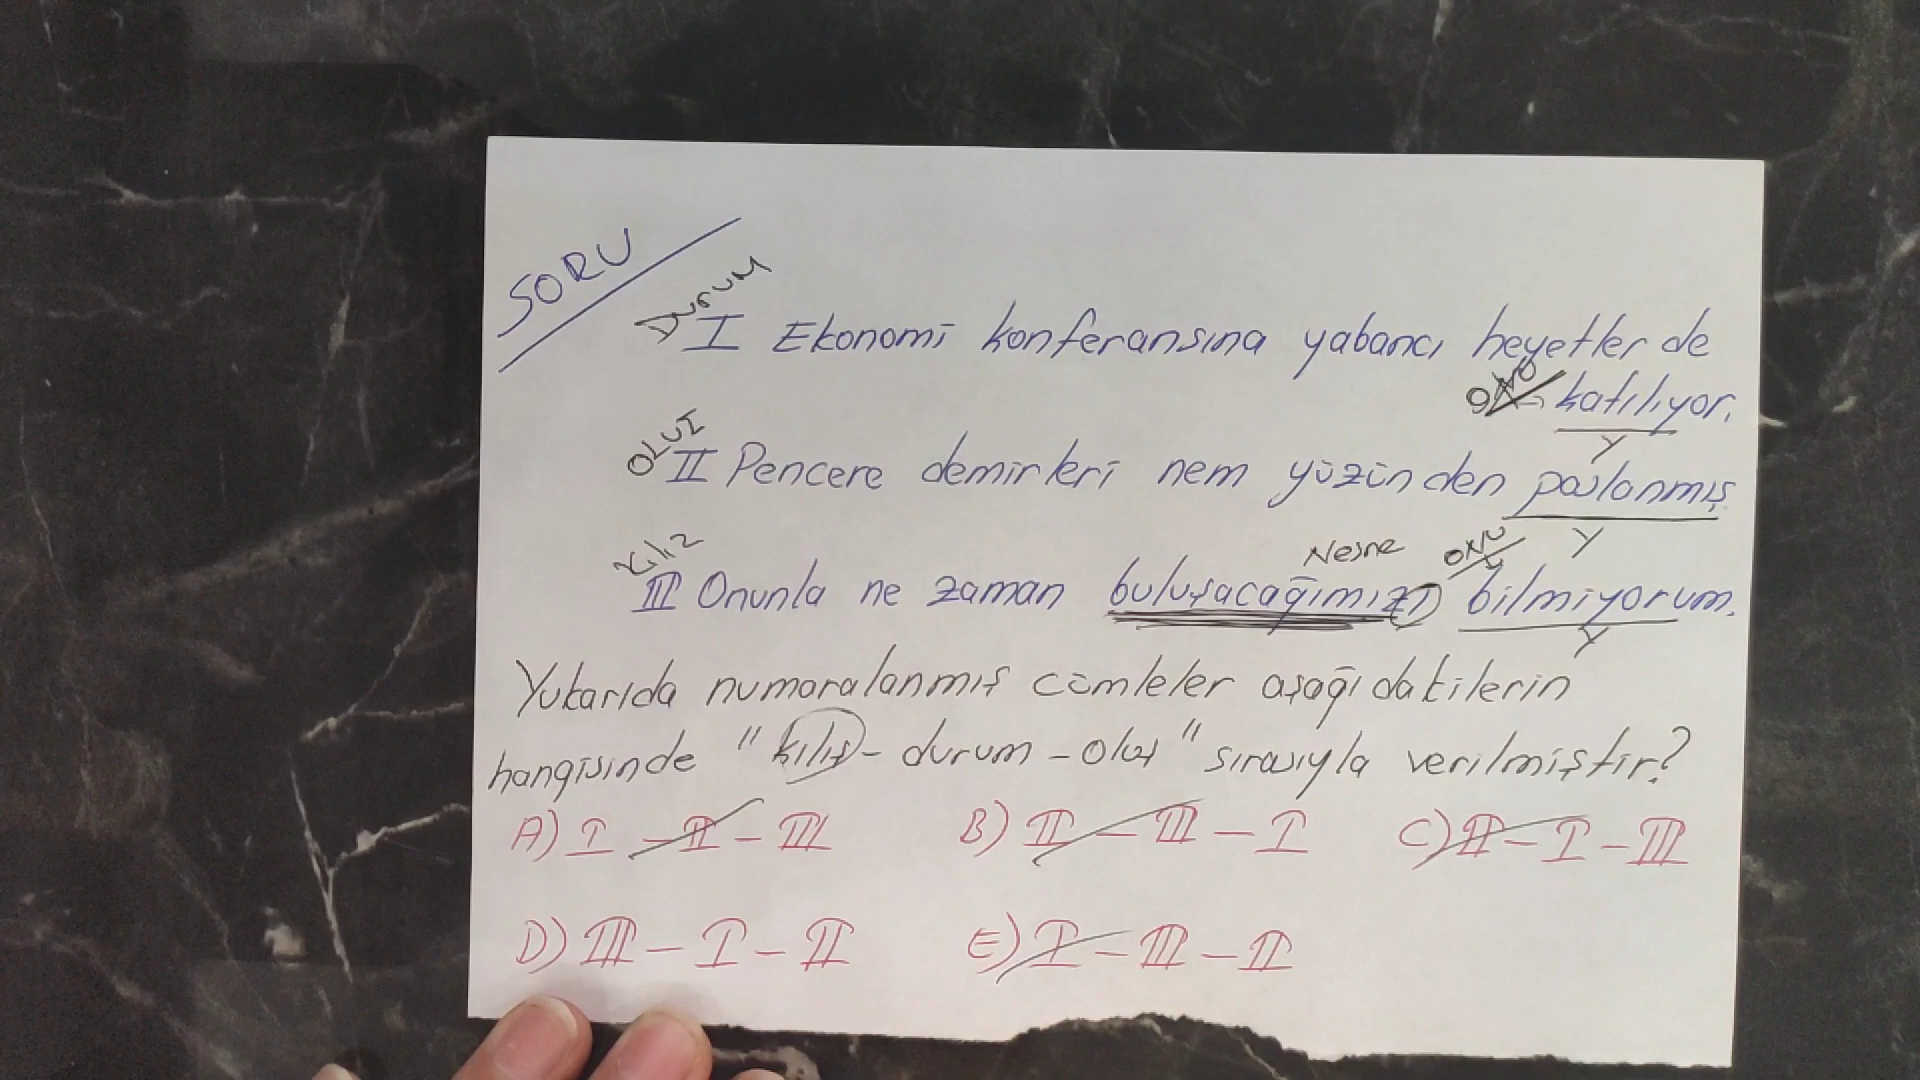 SORU
Durum
I Ekonomi konferansına yabancı heyetler de
onu katılıyor.
Y
OLUŞ
II Pencere demirleri nem yüzünden paslanmış
Y
Kılış
Nesne onu
III Onunla ne zaman buluşacağımızı bilmiyorum.
Y
Yukarıda numaralanmış cümleler aşağıdakilerin
hangisinde "kılış - durum - oluş" sırasıyla verilmiştir?
A) I - II - III B) II - III - I C) II - I - III
D) III - I - II E) I - III - II